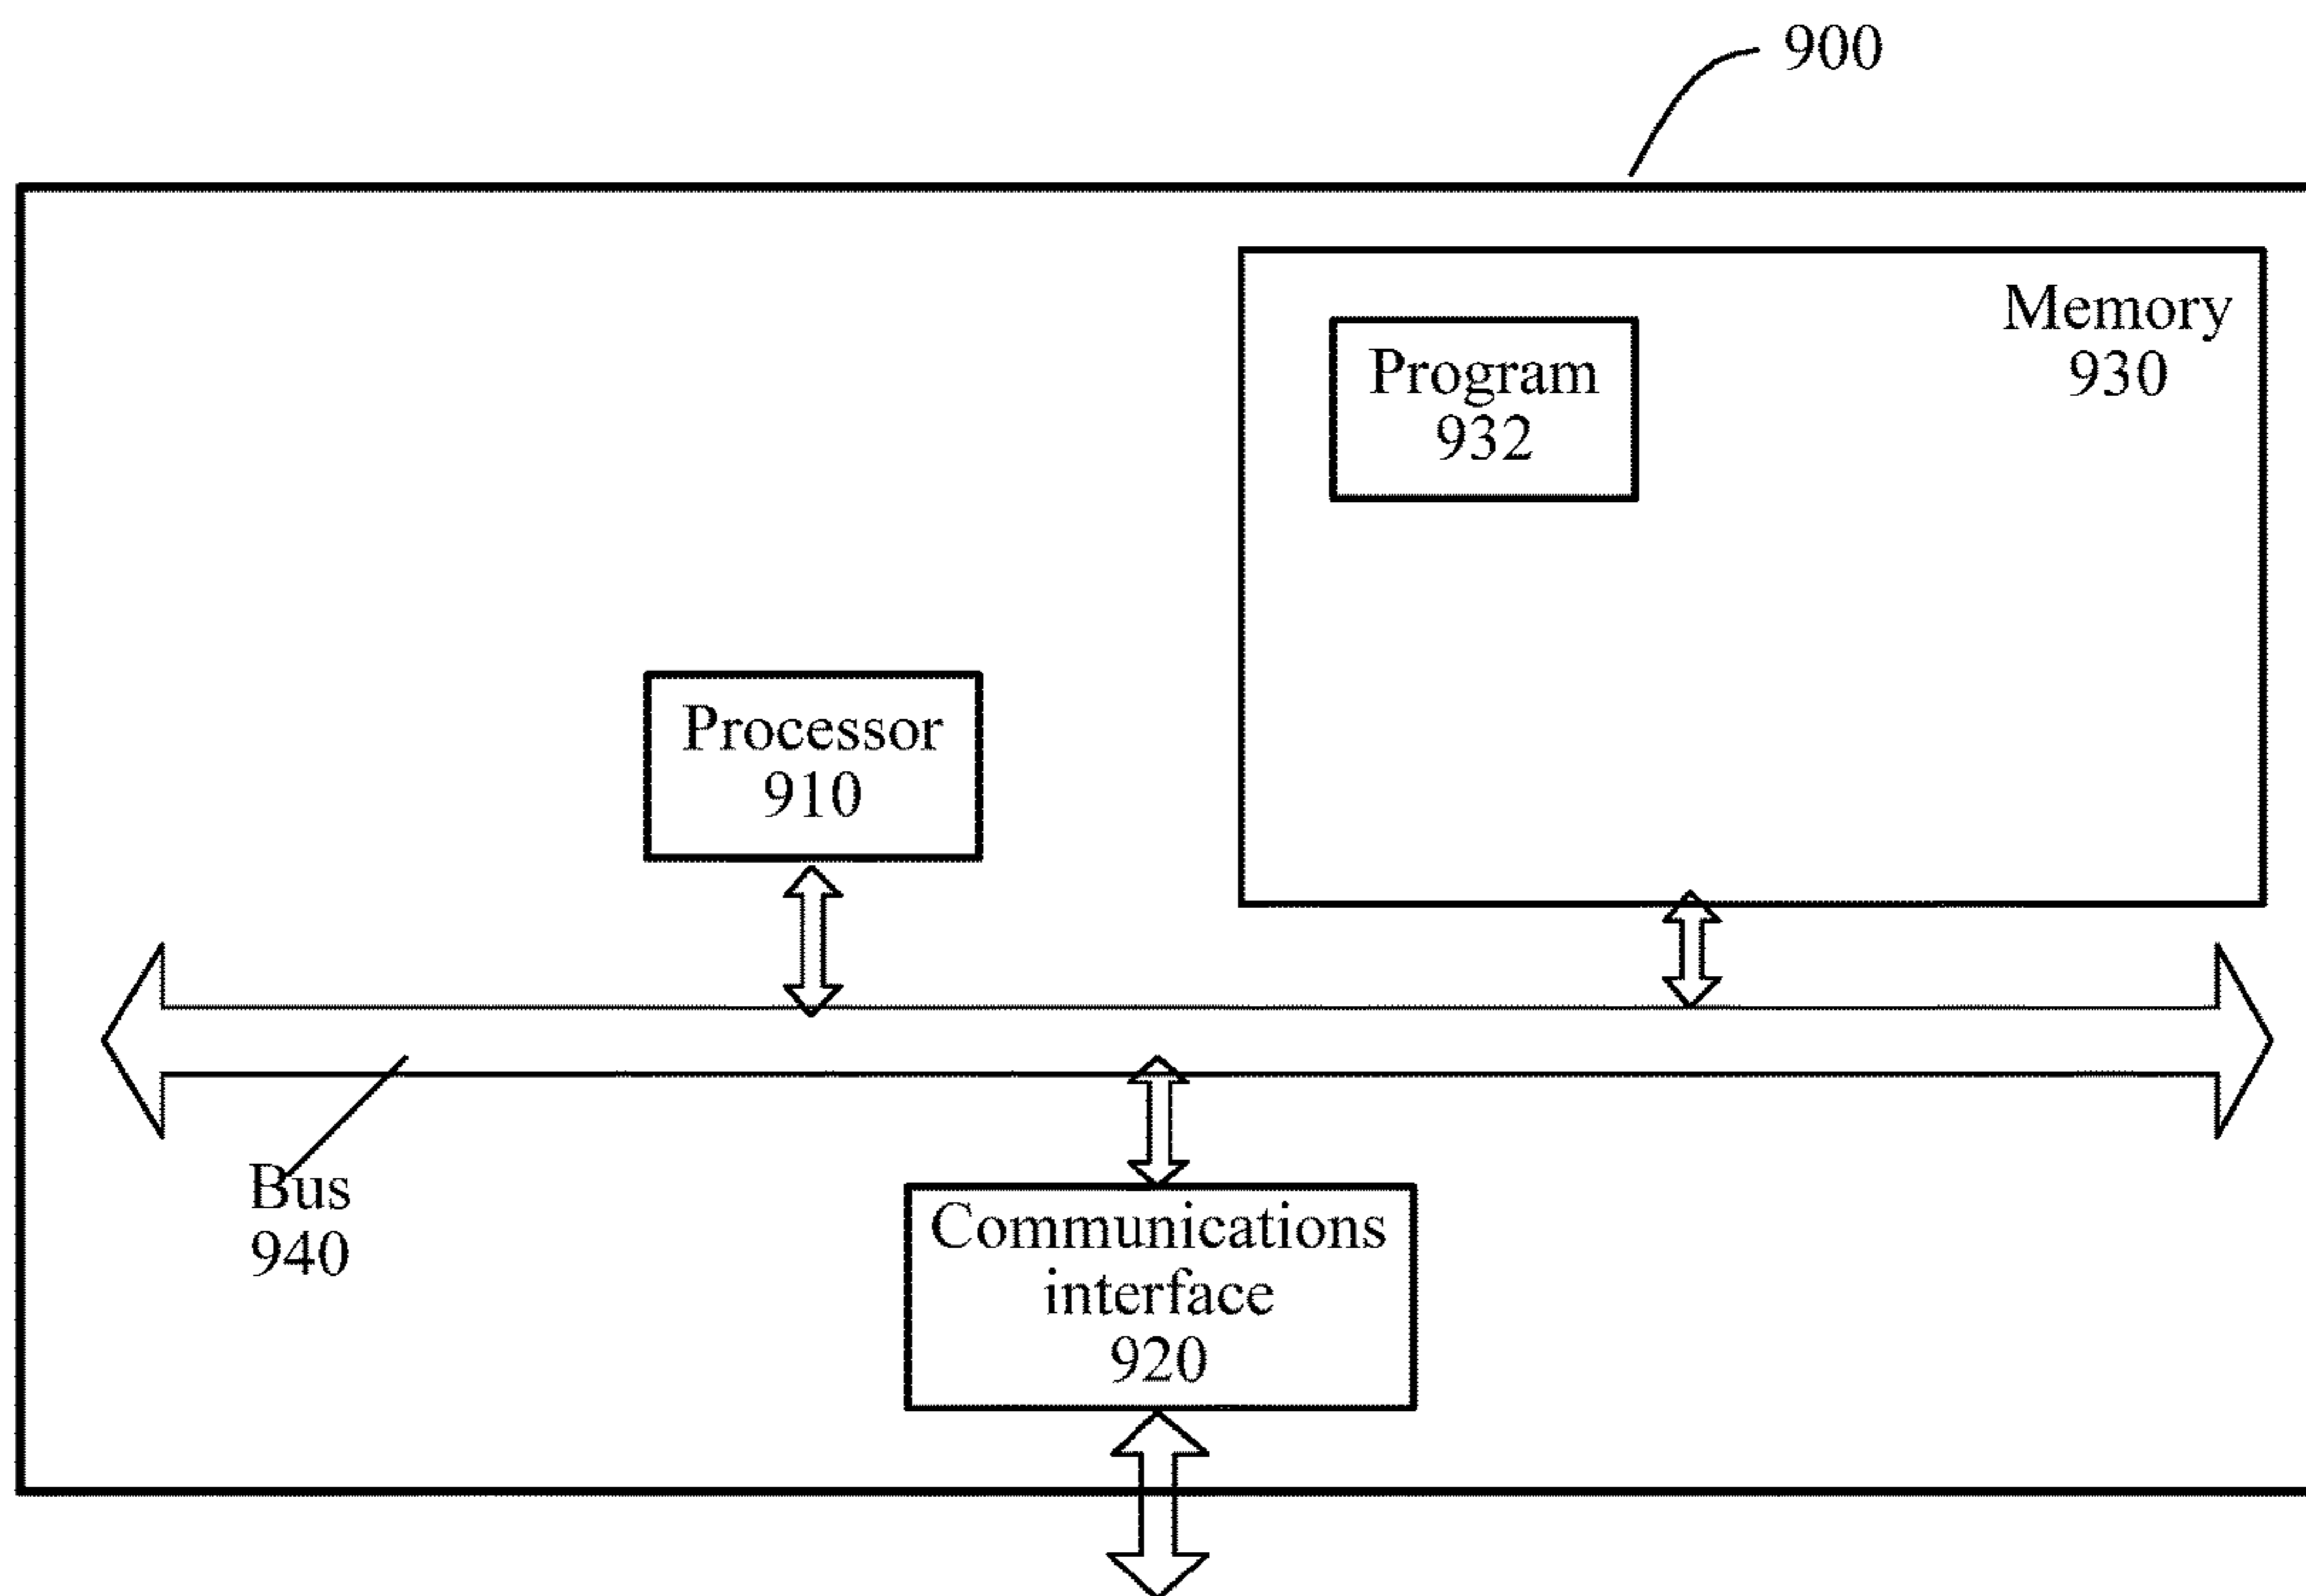 900
Memory
930
Program
932
Processor
910
Bus
940
Communications
interface
920